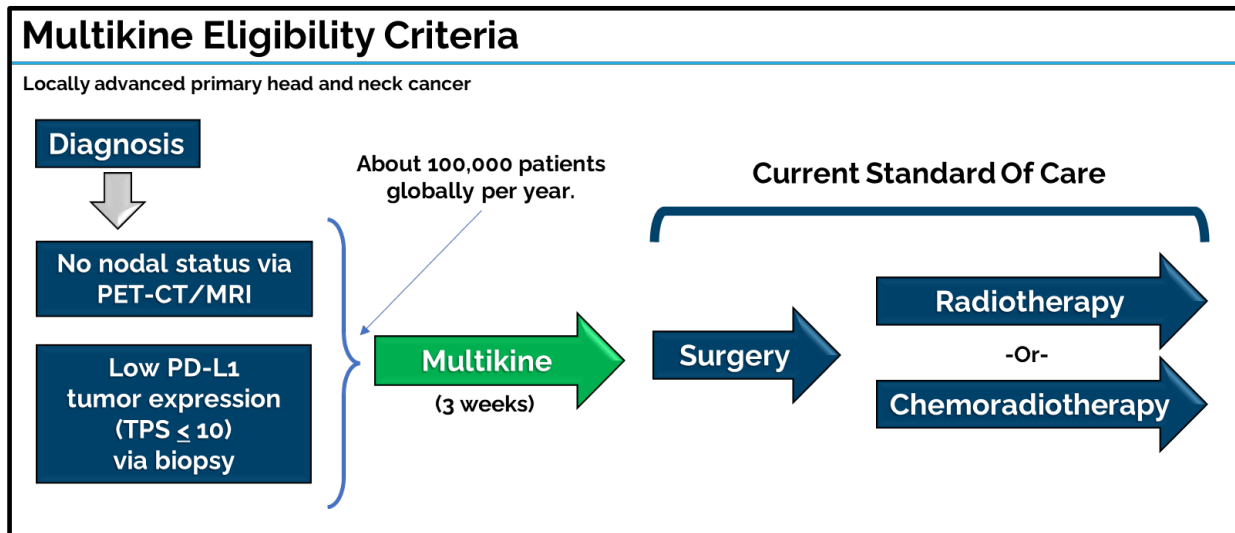 Multikine Eligibility Criteria
Locally advanced primary head and neck cancer
Diagnosis
No nodal status via
PET-CT/MRI
Low PD-L1
tumor expression
(TPS ≤ 10)
via biopsy
About 100,000 patients
globally per year.
Multikine
(3 weeks)
Current Standard Of Care
Surgery
Radiotherapy
-Or-
Chemoradiotherapy